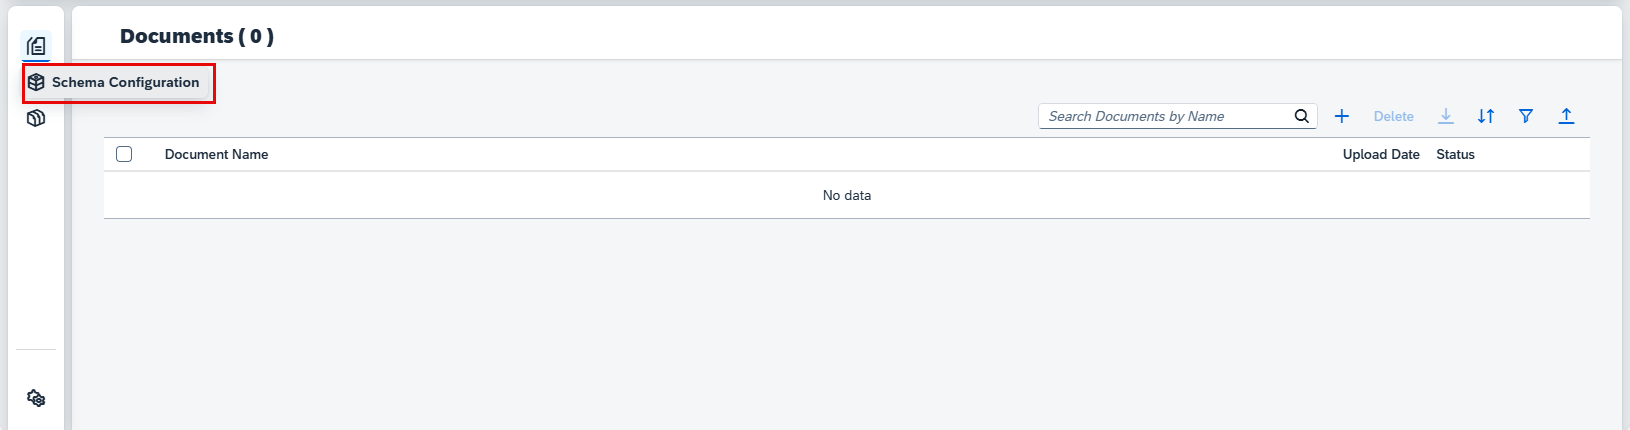 Documents ( 0 )
Schema Configuration
Search Documents by Name
Delete
Document Name Upload Date Status
No data